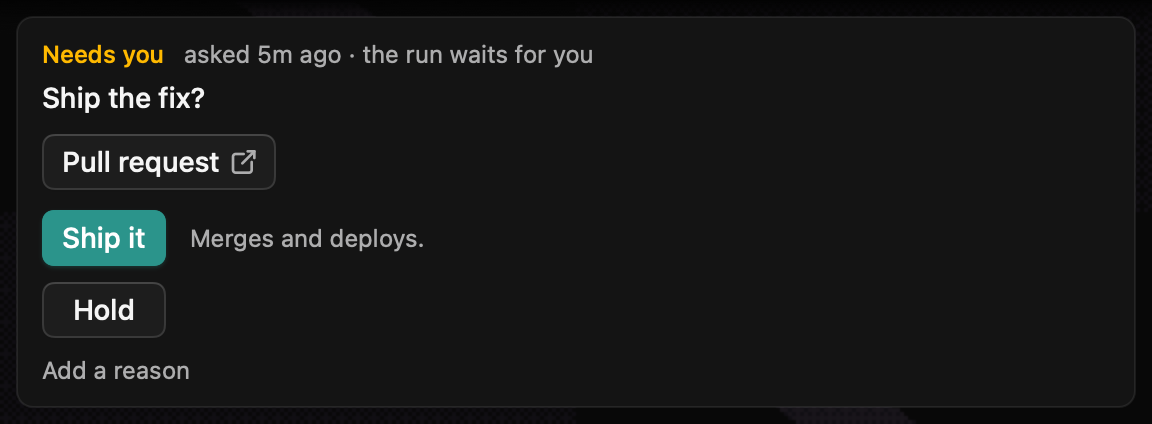 Needs you asked 5m ago · the run waits for you
Ship the fix?
Pull request
Ship it Merges and deploys.
Hold
Add a reason